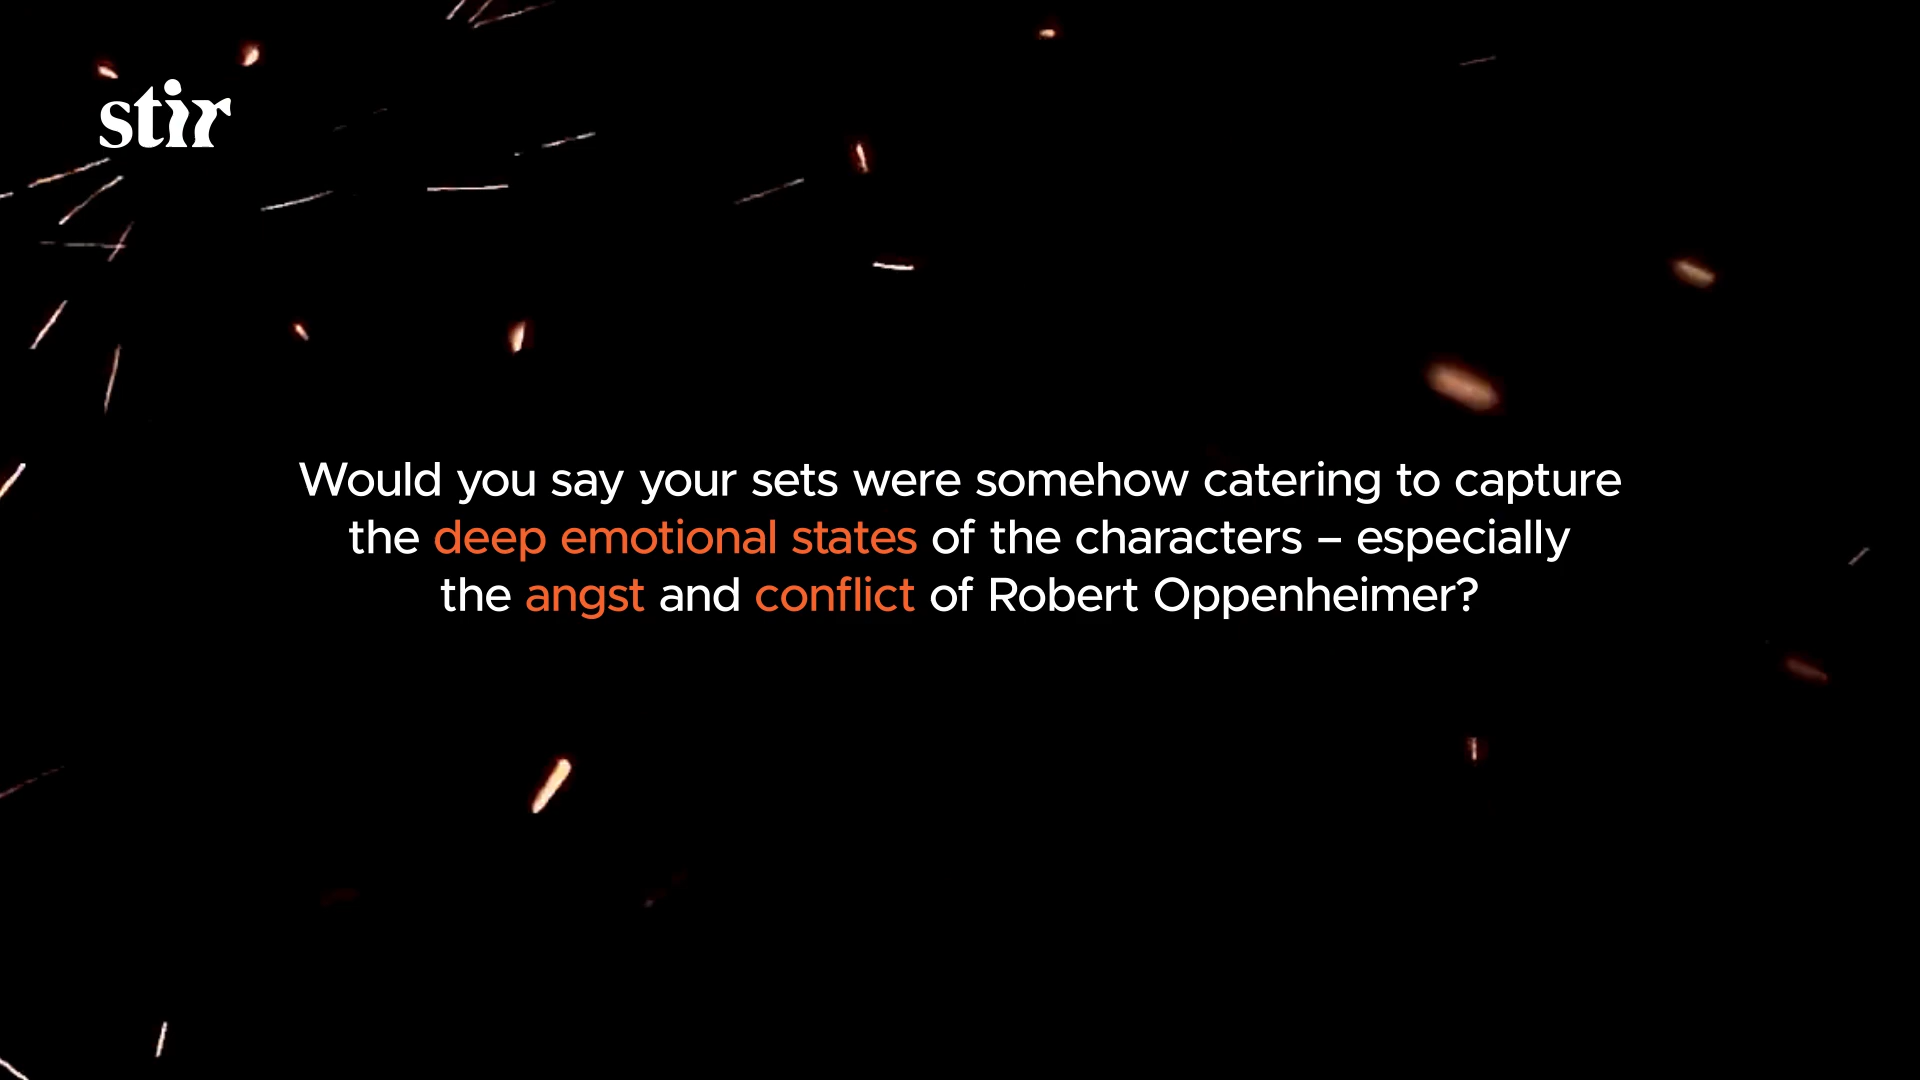 stir
Would you say your sets were somehow catering to capture
the deep emotional states of the characters – especially
the angst and conflict of Robert Oppenheimer?